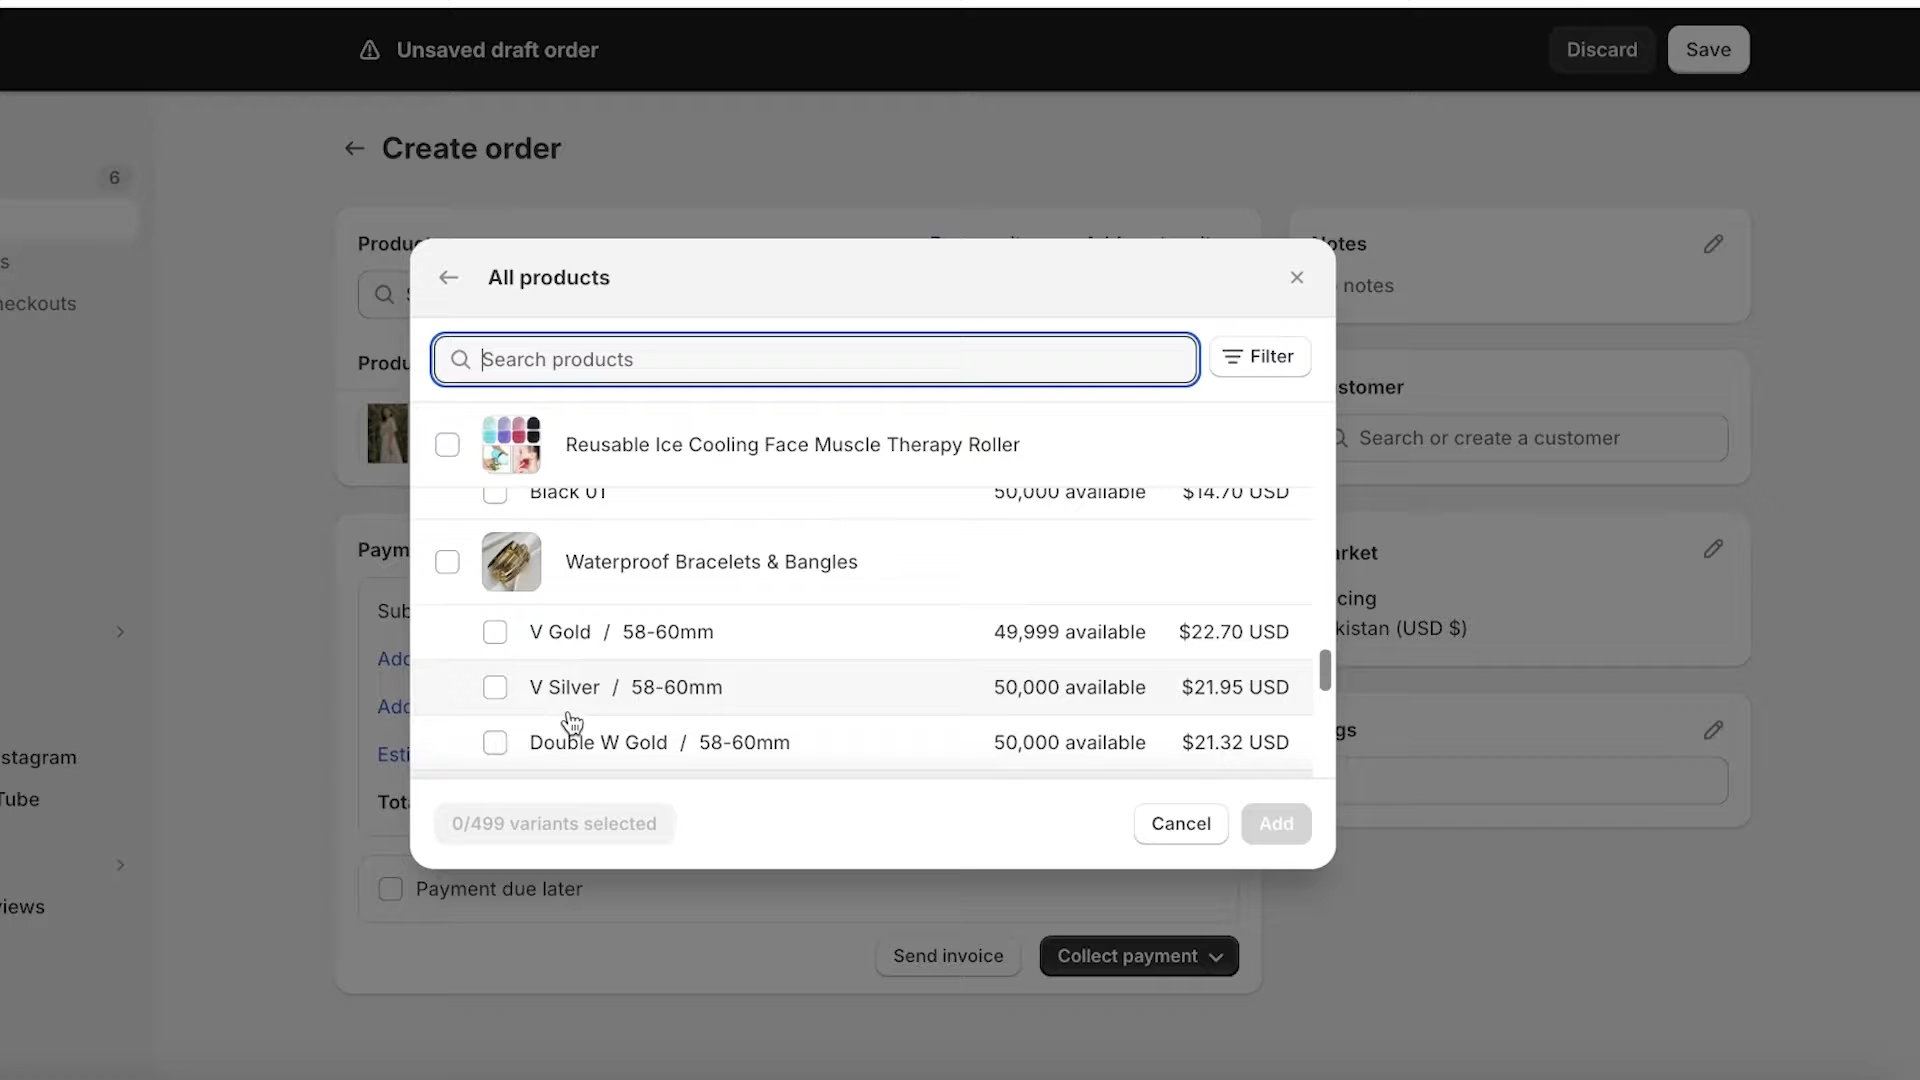 Unsaved draft order
Discard
Save
Create order
6
s
heckouts
stagram
Tube
views
Produ
All products
otes
notes
Search products
Filter
Produ
stomer
Search or create a customer
Reusable Ice Cooling Face Muscle Therapy Roller
Black 01 50,000 available $14.70 USD
Paym
Waterproof Bracelets & Bangles
rket
cing
kistan (USD $)
Sub
V Gold / 58-60mm 49,999 available $22.70 USD
Add
V Silver / 58-60mm 50,000 available $21.95 USD
Add
gs
Double W Gold / 58-60mm 50,000 available $21.32 USD
Esti
Tota
0/499 variants selected
Cancel
Add
Payment due later
Send invoice
Collect payment